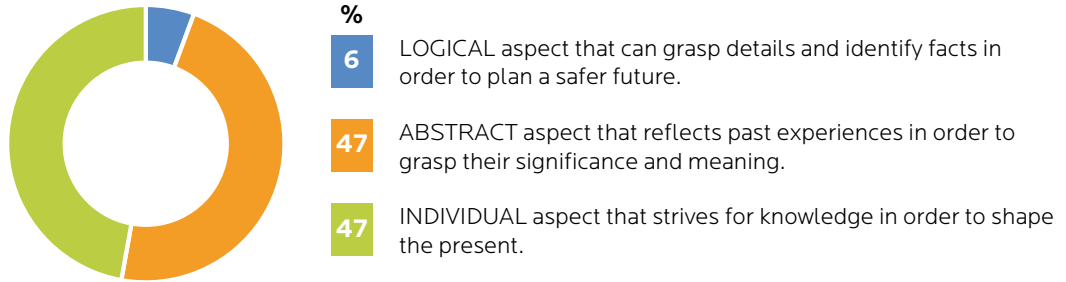 %
6
LOGICAL aspect that can grasp details and identify facts in
order to plan a safer future.
47
ABSTRACT aspect that reflects past experiences in order to
grasp their significance and meaning.
47
INDIVIDUAL aspect that strives for knowledge in order to shape
the present.